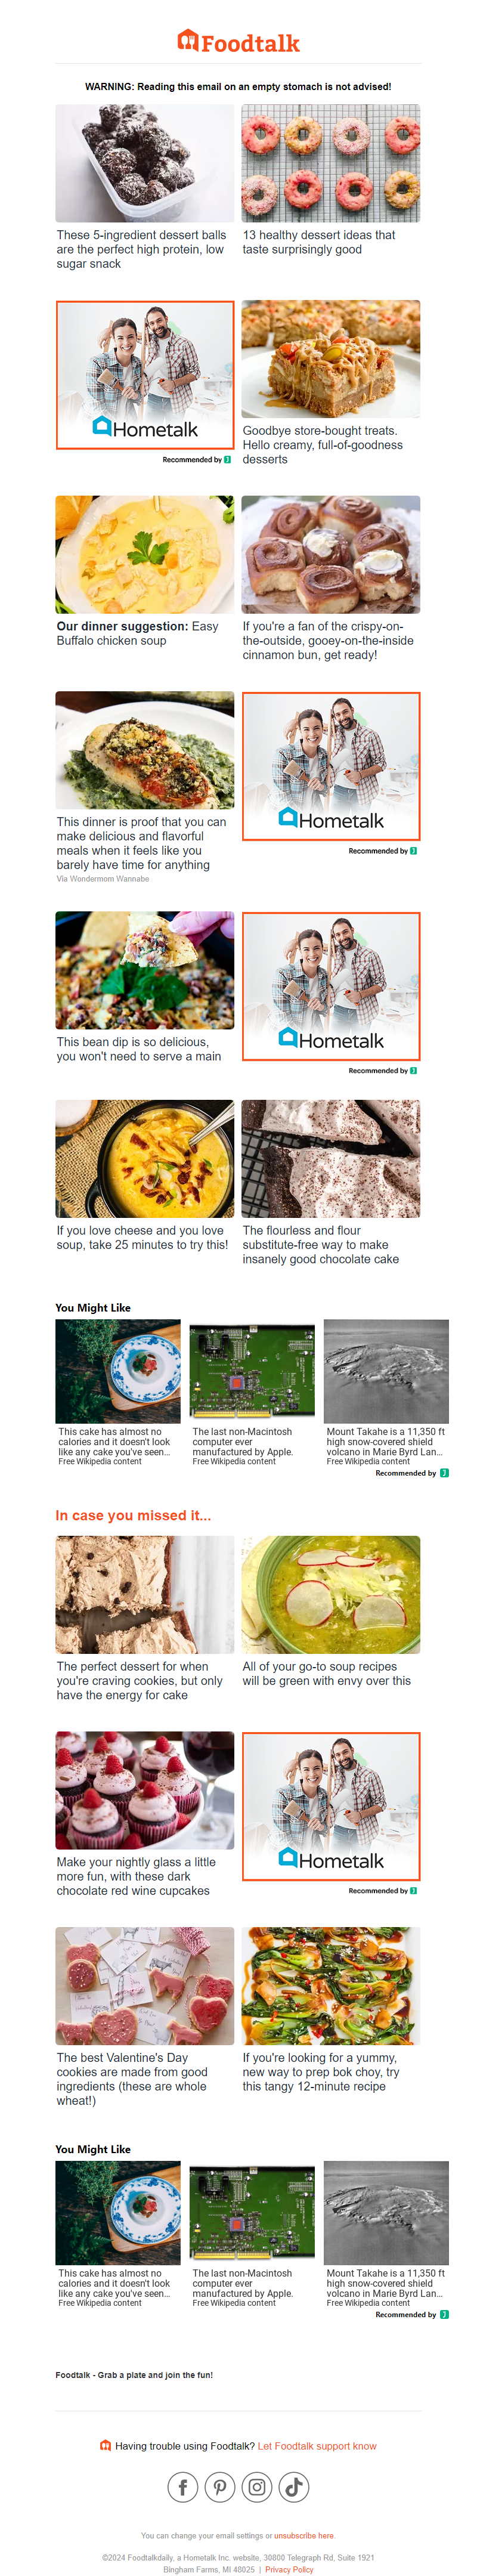 Foodtalk
WARNING: Reading this email on an empty stomach is not advised!
These 5-ingredient dessert balls
are the perfect high protein, low
sugar snack
13 healthy dessert ideas that
taste surprisingly good
Hometalk
Recommended by
Goodbye store-bought treats.
Hello creamy, full-of-goodness
desserts
Our dinner suggestion: Easy
Buffalo chicken soup
If you're a fan of the crispy-on-
the-outside, gooey-on-the-inside
cinnamon bun, get ready!
This dinner is proof that you can
make delicious and flavorful
meals when it feels like you
barely have time for anything
Via Wondermom Wannabe
Hometalk
Recommended by
This bean dip is so delicious,
you won't need to serve a main
Hometalk
Recommended by
If you love cheese and you love
soup, take 25 minutes to try this!
The flourless and flour
substitute-free way to make
insanely good chocolate cake
You Might Like
This cake has almost no
calories and it doesn't look
like any cake you've seen...
Free Wikipedia content
The last non-Macintosh
computer ever
manufactured by Apple.
Free Wikipedia content
Mount Takahe is a 11,350 ft
high snow-covered shield
volcano in Marie Byrd Lan...
Free Wikipedia content
Recommended by
In case you missed it...
The perfect dessert for when
you're craving cookies, but only
have the energy for cake
All of your go-to soup recipes
will be green with envy over this
Make your nightly glass a little
more fun, with these dark
chocolate red wine cupcakes
Hometalk
Recommended by
The best Valentine's Day
cookies are made from good
ingredients (these are whole
wheat!)
If you're looking for a yummy,
new way to prep bok choy, try
this tangy 12-minute recipe
You Might Like
This cake has almost no
calories and it doesn't look
like any cake you've seen...
Free Wikipedia content
The last non-Macintosh
computer ever
manufactured by Apple.
Free Wikipedia content
Mount Takahe is a 11,350 ft
high snow-covered shield
volcano in Marie Byrd Lan...
Free Wikipedia content
Recommended by
Foodtalk - Grab a plate and join the fun!
Having trouble using Foodtalk? Let Foodtalk support know
You can change your email settings or unsubscribe here
©2024 Foodtalkdaily, a Hometalk Inc. website, 30800 Telegraph Rd, Suite 1921
Bingham Farms, MI 48025 | Privacy Policy